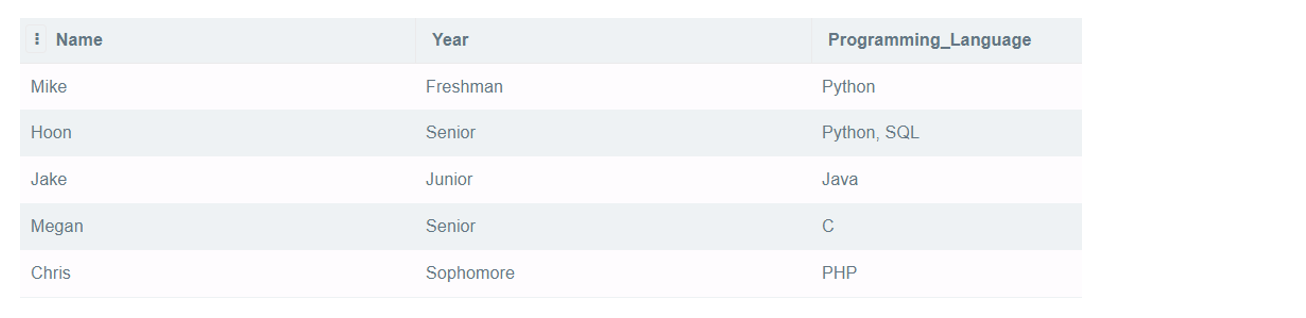 Name Year Programming_Language
Mike Freshman Python
Hoon Senior Python, SQL
Jake Junior Java
Megan Senior C
Chris Sophomore PHP